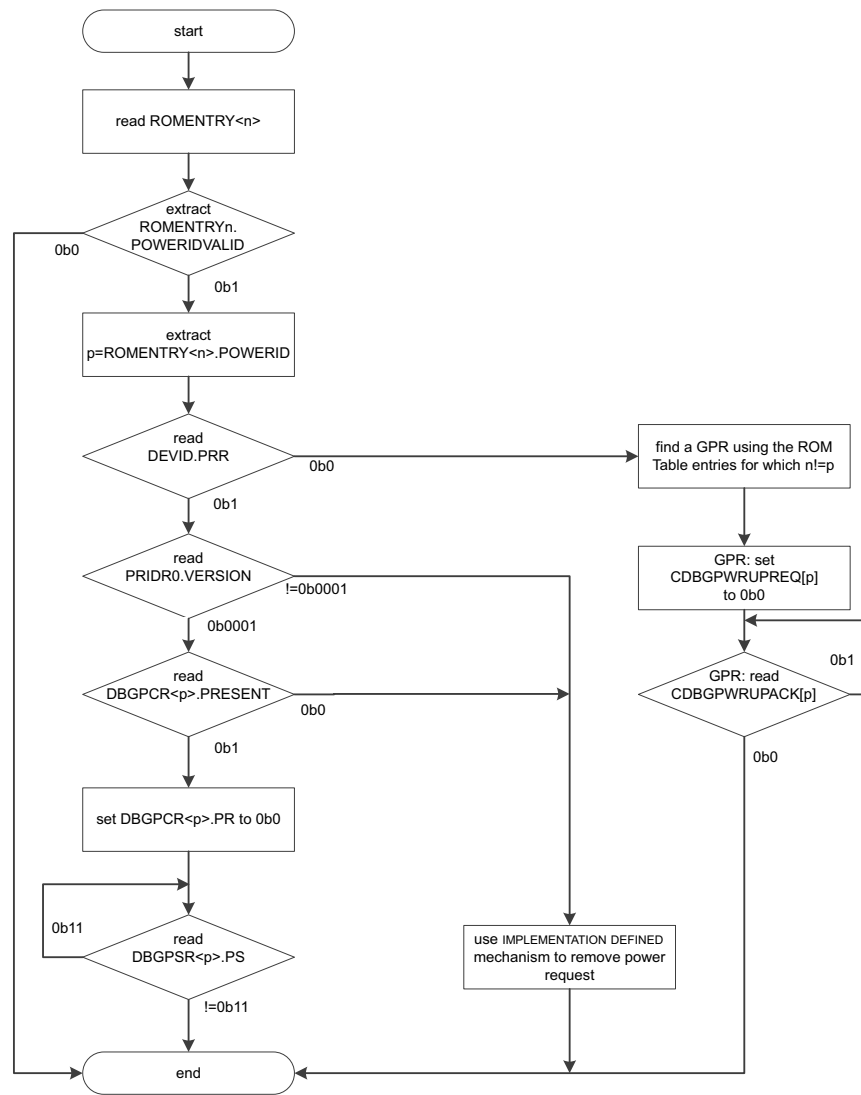 start
read ROMENTRY<n>
extract
ROMENTRYn.
POWERIDVALID
0b0
0b1
extract
p=ROMENTRY<n>.POWERID
read
DEVID.PRR
0b0
0b1
find a GPR using the ROM
Table entries for which n!=p
read
PRIDR0.VERSION
!=0b0001
0b0001
GPR: set
CDBGPWRUPREQ[p]
to 0b0
read
DBGPCR<p>.PRESENT
0b0
0b1
GPR: read
CDBGPWRUPACK[p]
0b1
0b0
set DBGPCR<p>.PR to 0b0
0b11
read
DBGPSR<p>.PS
!=0b11
use IMPLEMENTATION DEFINED
mechanism to remove power
request
end